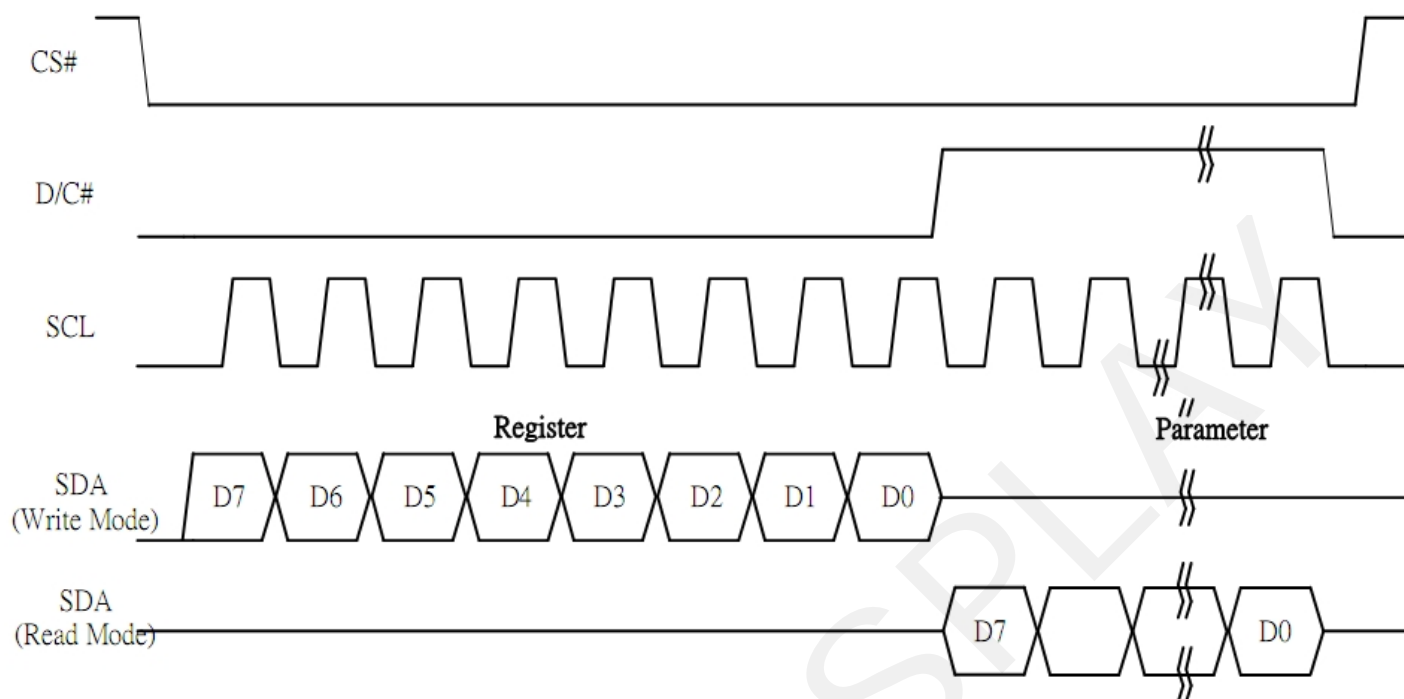 CS#
D/C#
SCL
Register
Parameter
SDA
(Write Mode)
D7 D6 D5 D4 D3 D2 D1 D0
SDA
(Read Mode)
D7 D0
SPLAY